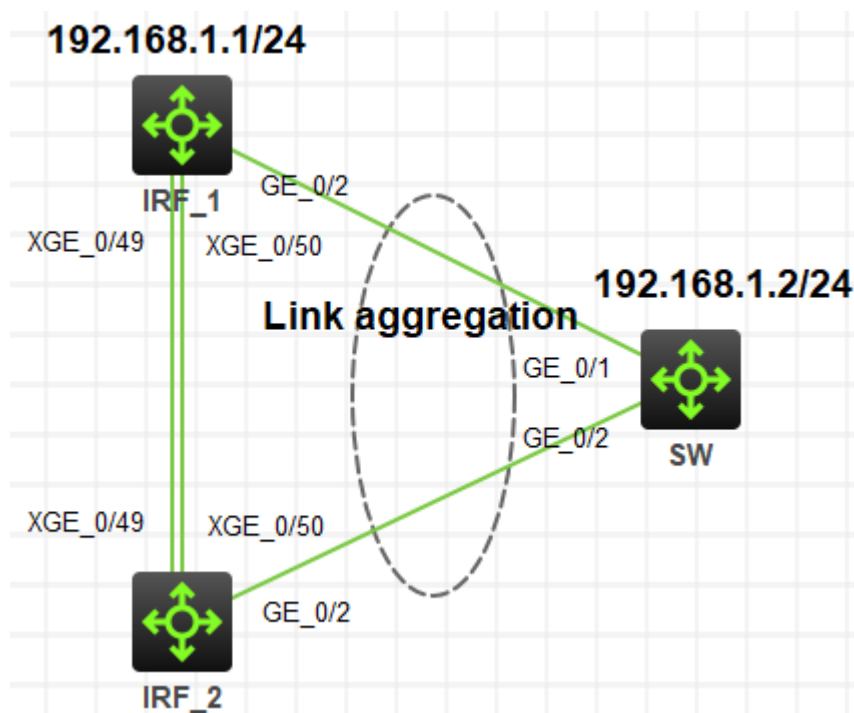 192.168.1.1/24
IRF_1
GE_0/2
XGE_0/49
XGE_0/50
192.168.1.2/24
Link aggregation
GE_0/1
GE_0/2
SW
XGE_0/49
XGE_0/50
GE_0/2
IRF_2